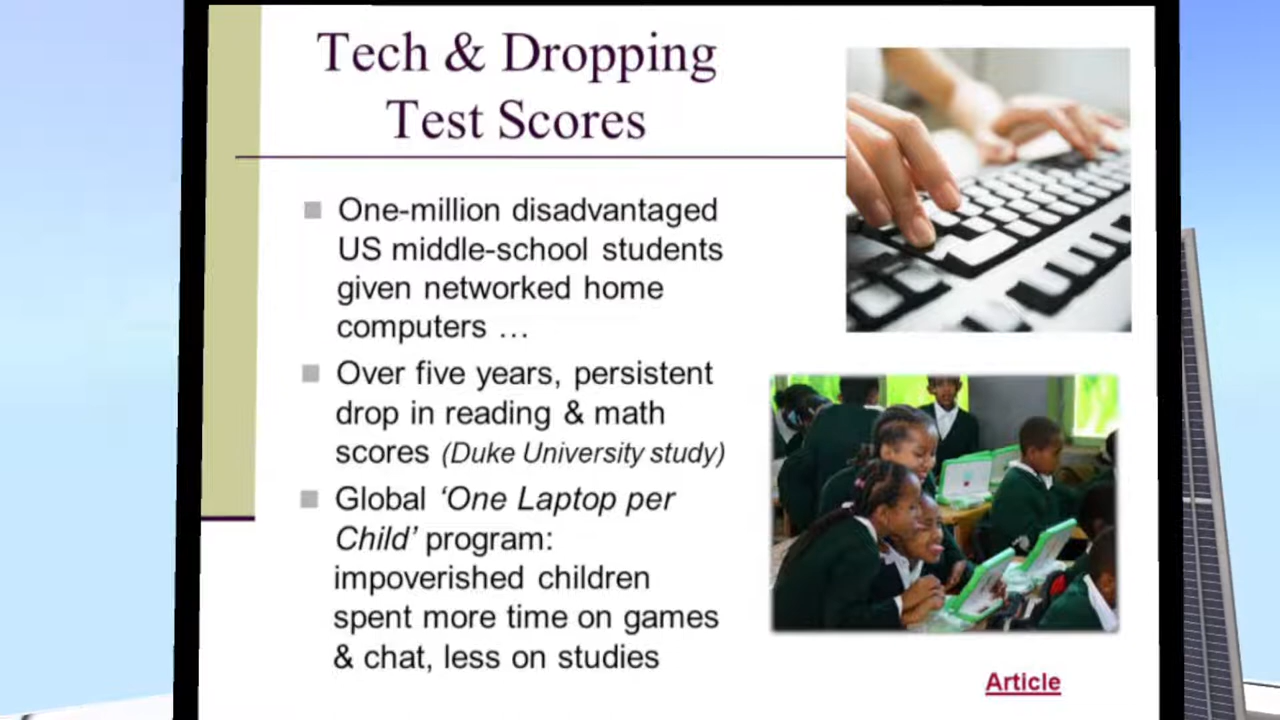 Tech & Dropping
Test Scores
One-million disadvantaged
US middle-school students
given networked home
computers …
Over five years, persistent
drop in reading & math
scores (Duke University study)
Global ‘One Laptop per
Child’ program:
impoverished children
spent more time on games
& chat, less on studies
Article